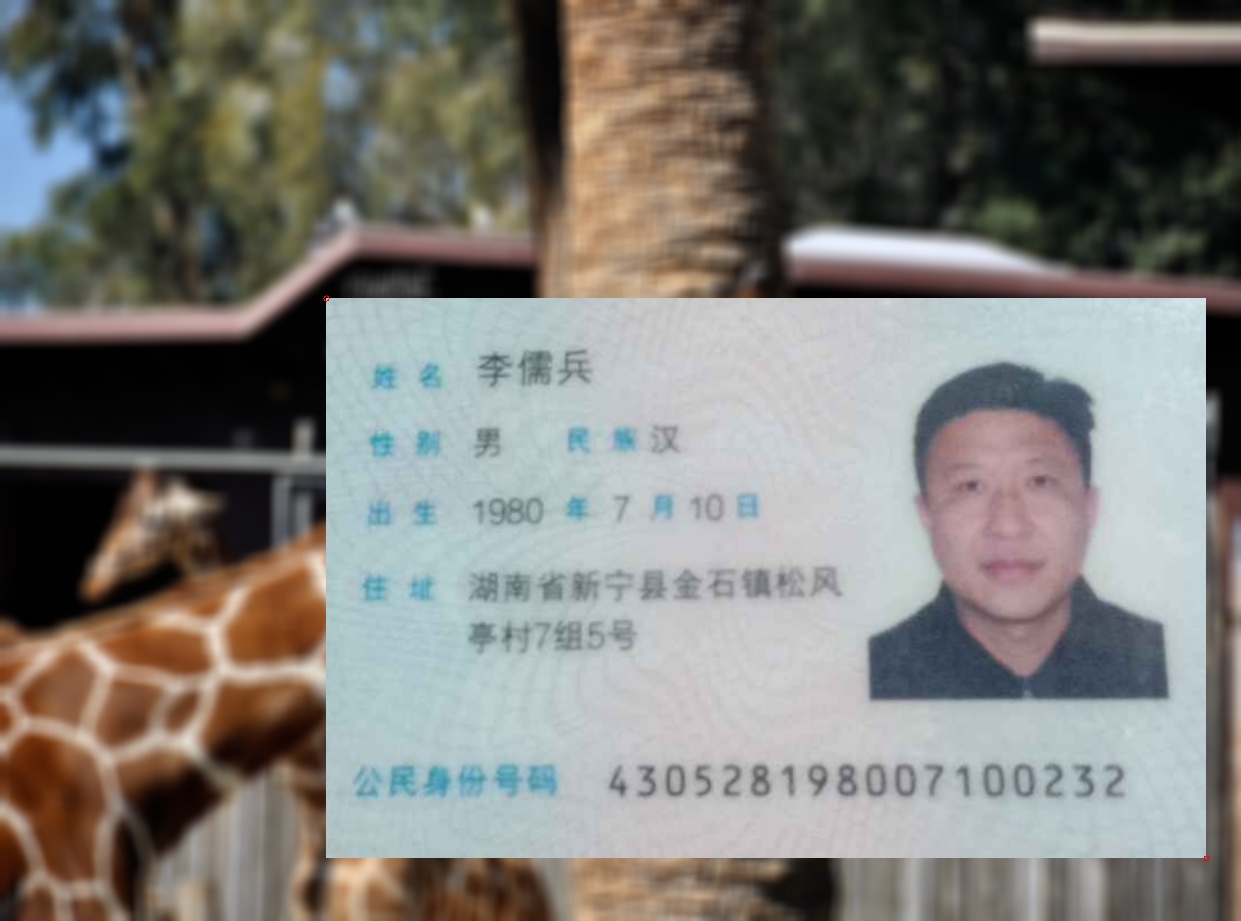 姓名 李儒兵
性别 男 民族 汉
出生 1980 年 7 月 10 日
住址 湖南省新宁县金石镇松风
亭村7组5号
公民身份号码 430528198007100232